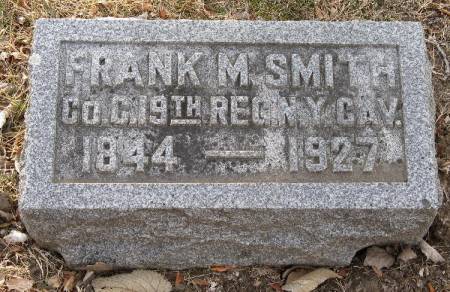 FRANK M. SMITH
CO. C. 19TH REG. N.Y. CAV.
1844 — 1927